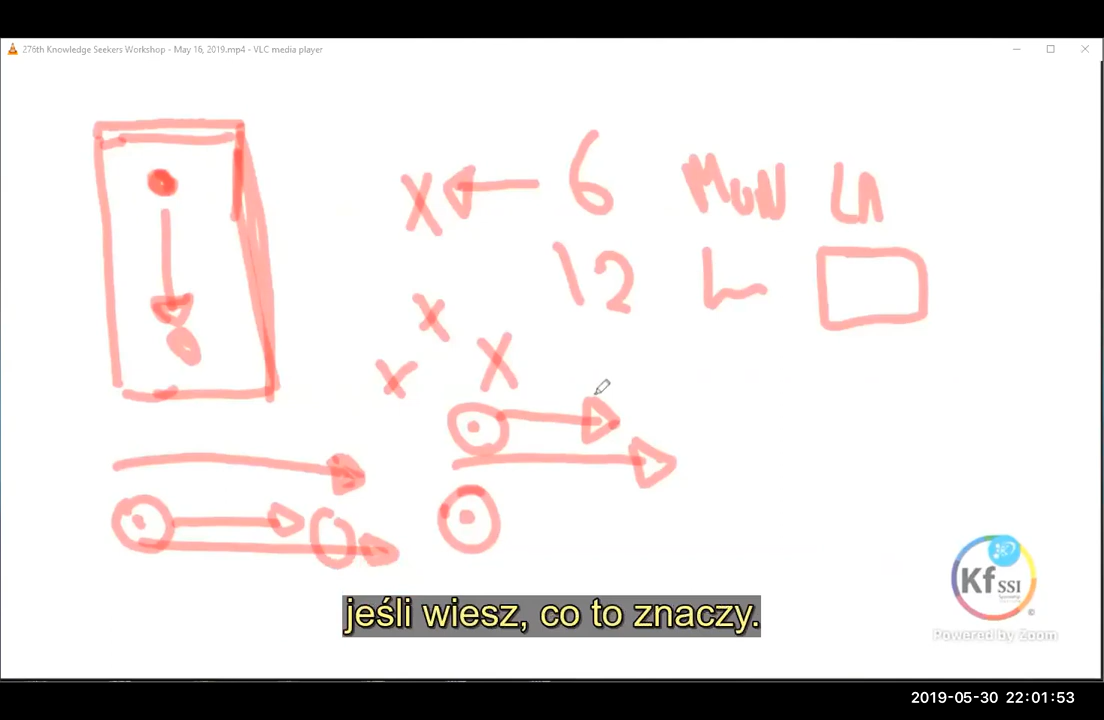 276th Knowledge Seekers Workshop - May 16, 2019.mp4 - VLC media player
X 6 MUN
12
X
X X
jeśli wiesz, co to znaczy.
Kf SSI
©
Powered by Zoom
2019-05-30 22:01:53